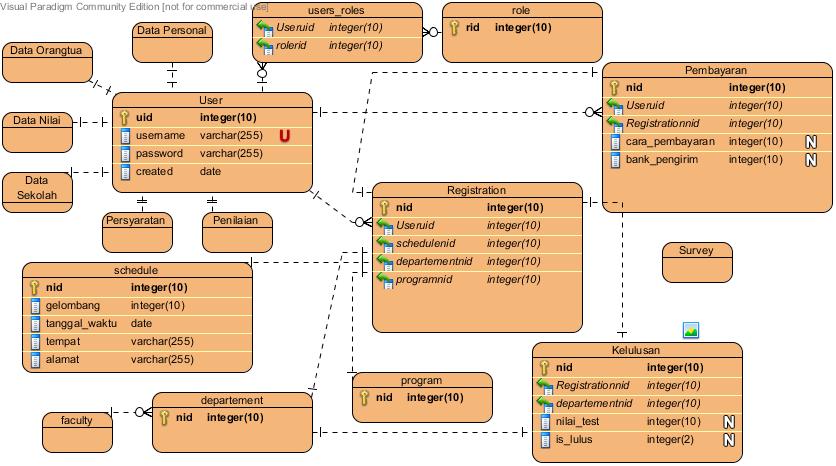 Visual Paradigm Community Edition [not for commercial use]
users_roles
Useruid integer(10)
rolerid integer(10)
role
rid integer(10)
Data Personal
Data Orangtua
Data Nilai
Data
Sekolah
User
uid integer(10)
username varchar(255) U
password varchar(255)
created date
Pembayaran
nid integer(10)
Useruid integer(10)
Registrationnid integer(10)
cara_pembayaran integer(10) N
bank_pengirim integer(10) N
Persyaratan
Penilaian
Registration
nid integer(10)
Useruid integer(10)
schedulenid integer(10)
departementnid integer(10)
programnid integer(10)
Survey
schedule
nid integer(10)
gelombang integer(10)
tanggal_waktu date
tempat varchar(255)
alamat varchar(255)
Kelulusan
nid integer(10)
Registrationnid integer(10)
departementnid integer(10)
nilai_test integer(10) N
is_lulus integer(2) N
program
nid integer(10)
departement
nid integer(10)
faculty